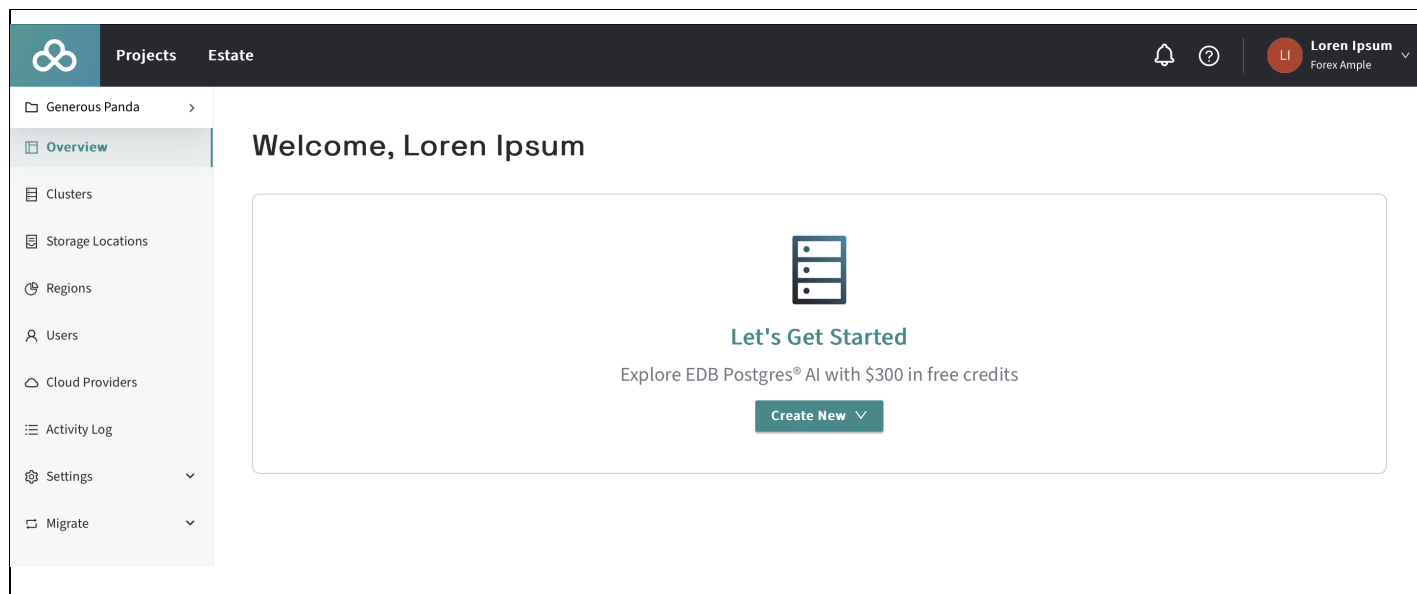 Projects Estate
LI
Loren Ipsum
Forex Ample
Generous Panda
Overview
Clusters
Storage Locations
Regions
Users
Cloud Providers
Activity Log
Settings
Migrate
Welcome, Loren Ipsum
Let's Get Started
Explore EDB Postgres® AI with $300 in free credits
Create New